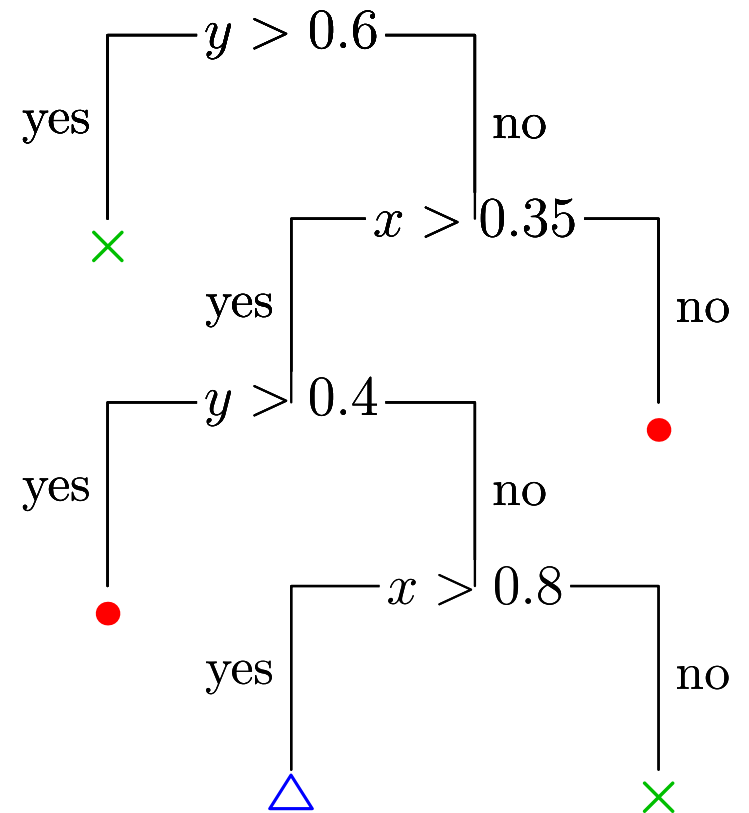 y > 0.6
yes
no
x > 0.35
yes
no
y > 0.4
yes
no
x > 0.8
yes
no